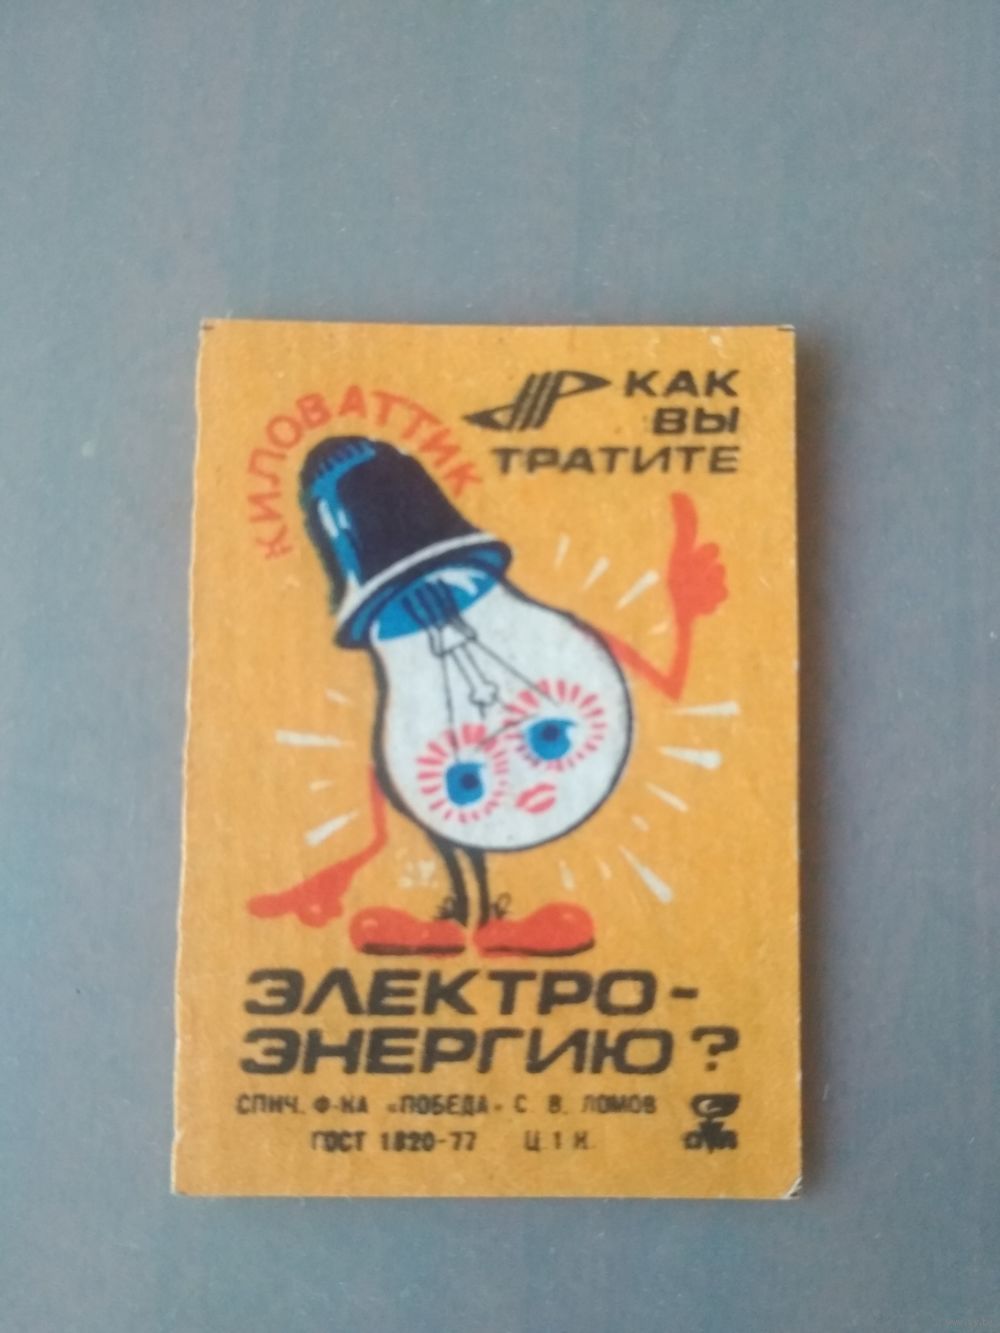 КИЛОВАТТИК
КАК
ВЫ
ТРАТИТЕ
ЭЛЕКТРО-
ЭНЕРГИЮ?
СПИЧ. Ф-КА «ПОБЕДА» С. В. ЛОМОВ
ГОСТ 1820-77 Ц. 1 К.